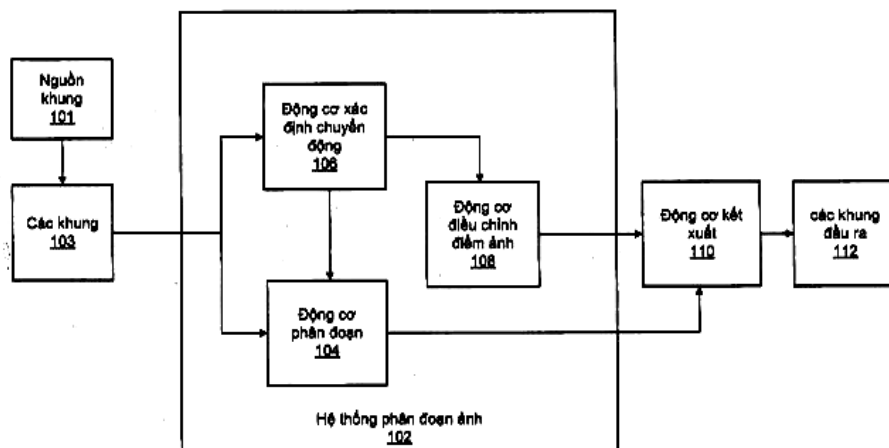 Nguồn
khung
101
Các khung
103
Động cơ xác
định chuyển
động
106
Động cơ
phân đoạn
104
Động cơ
điều chỉnh
điểm ảnh
108
Động cơ kết
xuất
110
các khung
đầu ra
112
Hệ thống phân đoạn ảnh
102